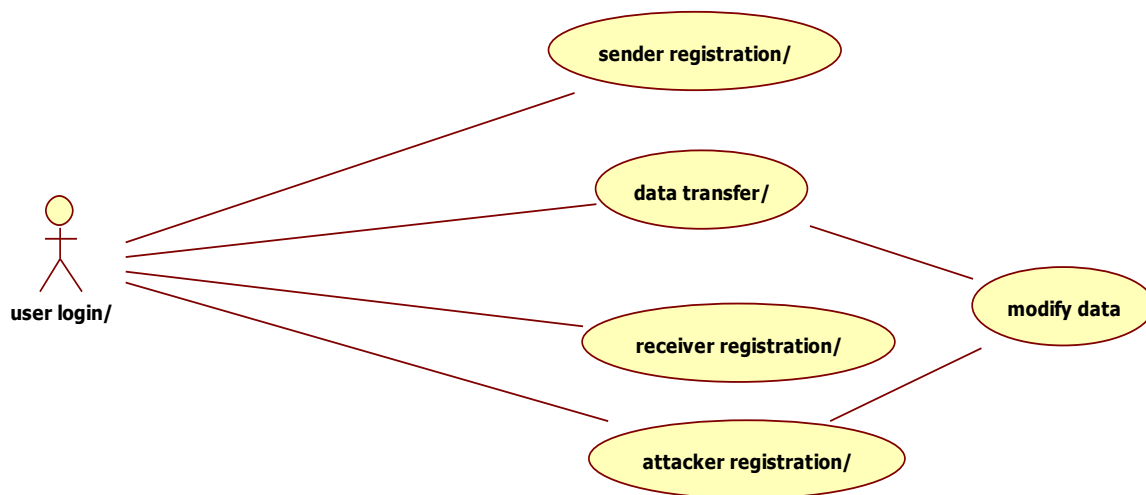 sender registration/
data transfer/
user login/
modify data
receiver registration/
attacker registration/